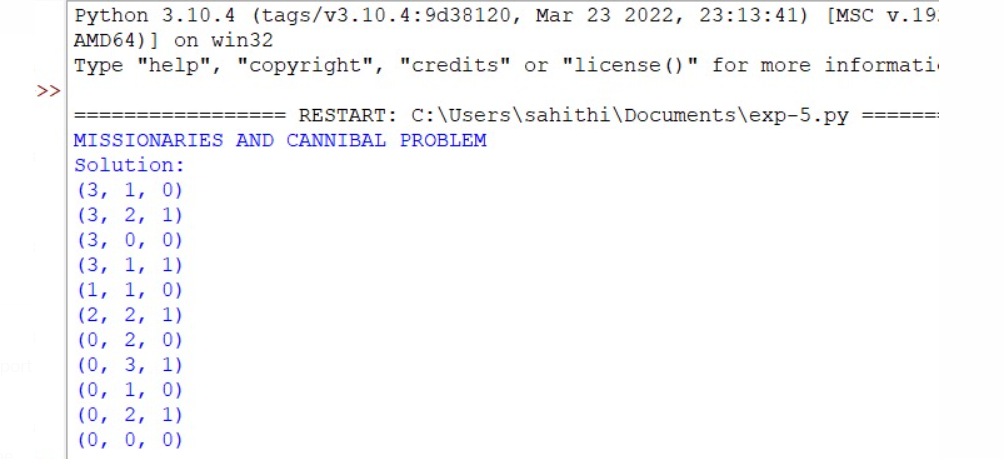 Python 3.10.4 (tags/v3.10.4:9d38120, Mar 23 2022, 23:13:41) [MSC v.19
AMD64)] on win32
Type "help", "copyright", "credits" or "license()" for more informati
>>
================= RESTART: C:\Users\sahithi\Documents\exp-5.py ======
MISSIONARIES AND CANNIBAL PROBLEM
Solution:
(3, 1, 0)
(3, 2, 1)
(3, 0, 0)
(3, 1, 1)
(1, 1, 0)
(2, 2, 1)
(0, 2, 0)
(0, 3, 1)
(0, 1, 0)
(0, 2, 1)
(0, 0, 0)